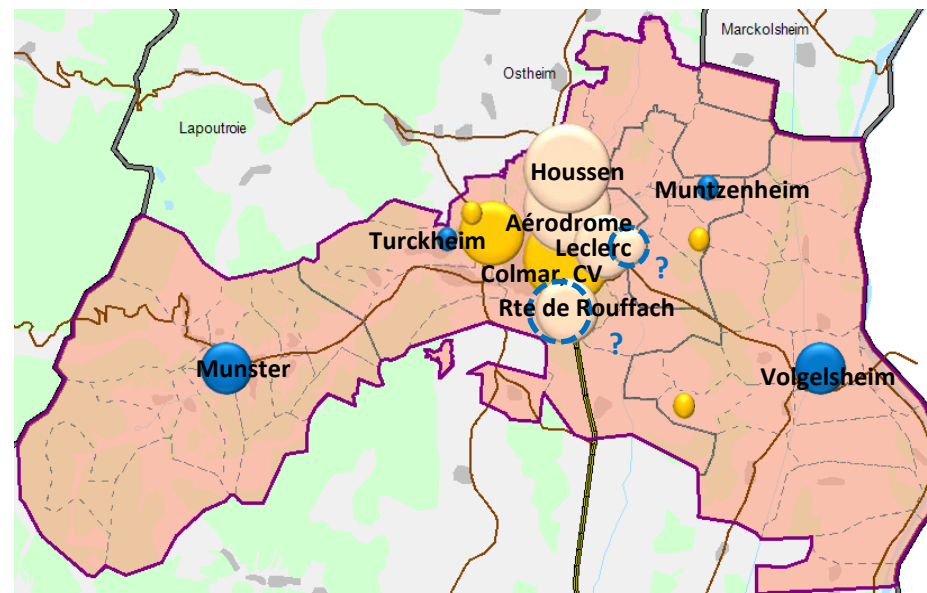 Marckolsheim
Ostheim
Lapoutroie
Houssen
Muntzenheim
Aérodrome
Turckheim
Leclerc
?
Colmar, CV
Rte de Rouffach
?
Munster
Volgelsheim